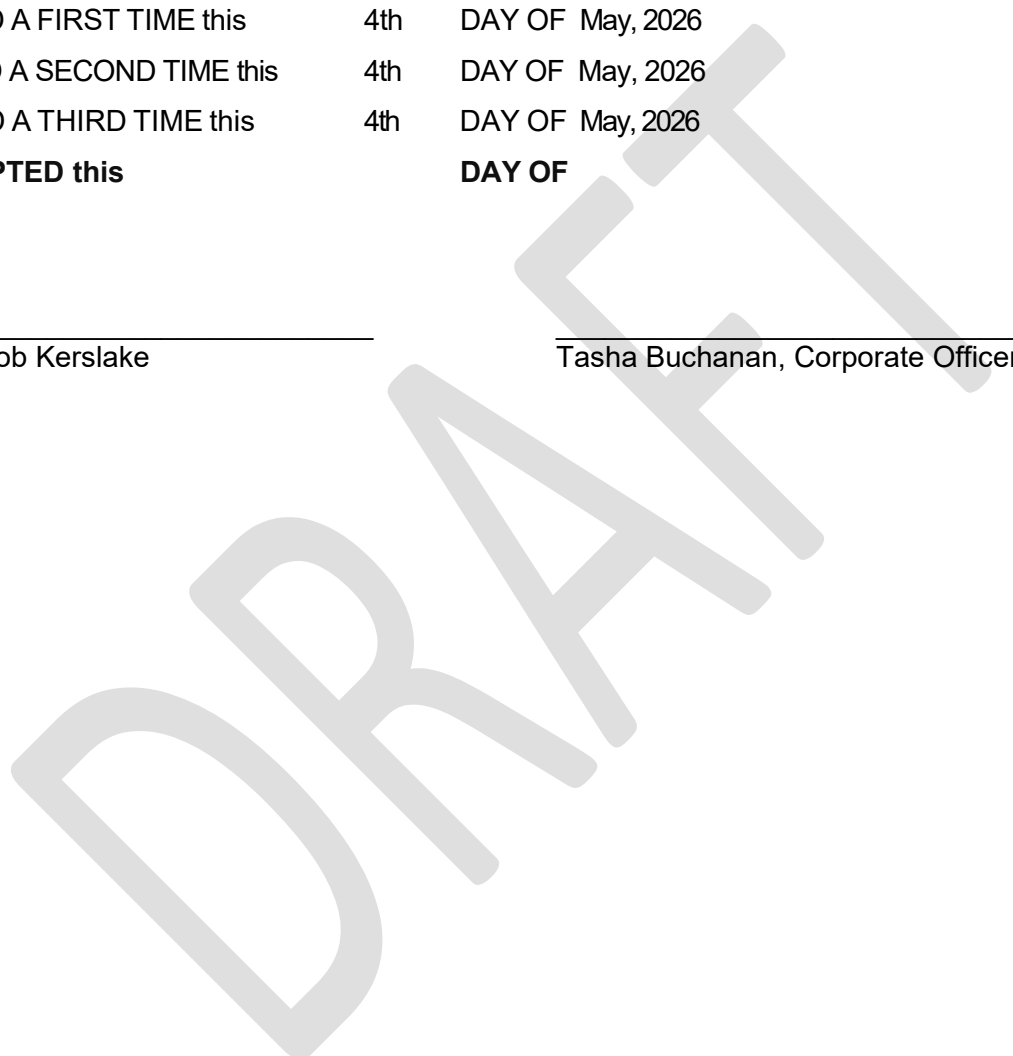 D A FIRST TIME this 4th DAY OF May, 2026
D A SECOND TIME this 4th DAY OF May, 2026
D A THIRD TIME this 4th DAY OF May, 2026
PTED this DAY OF
ob Kerslake Tasha Buchanan, Corporate Officer
DRAFT